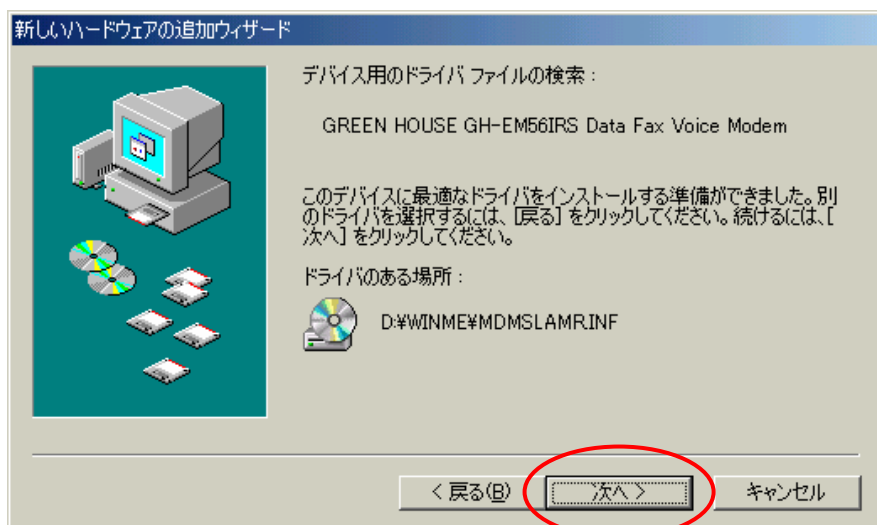 新しいハードウェアの追加ウィザード
デバイス用のドライバ ファイルの検索 :
GREEN HOUSE GH-EM56IRS Data Fax Voice Modem
このデバイスに最適なドライバをインストールする準備ができました。別
のドライバを選択するには、[戻る] をクリックしてください。続けるには、[
次へ] をクリックしてください。
ドライバのある場所 :
D:¥WINME¥MDMSLAMR.INF
< 戻る(B)
次へ >
キャンセル